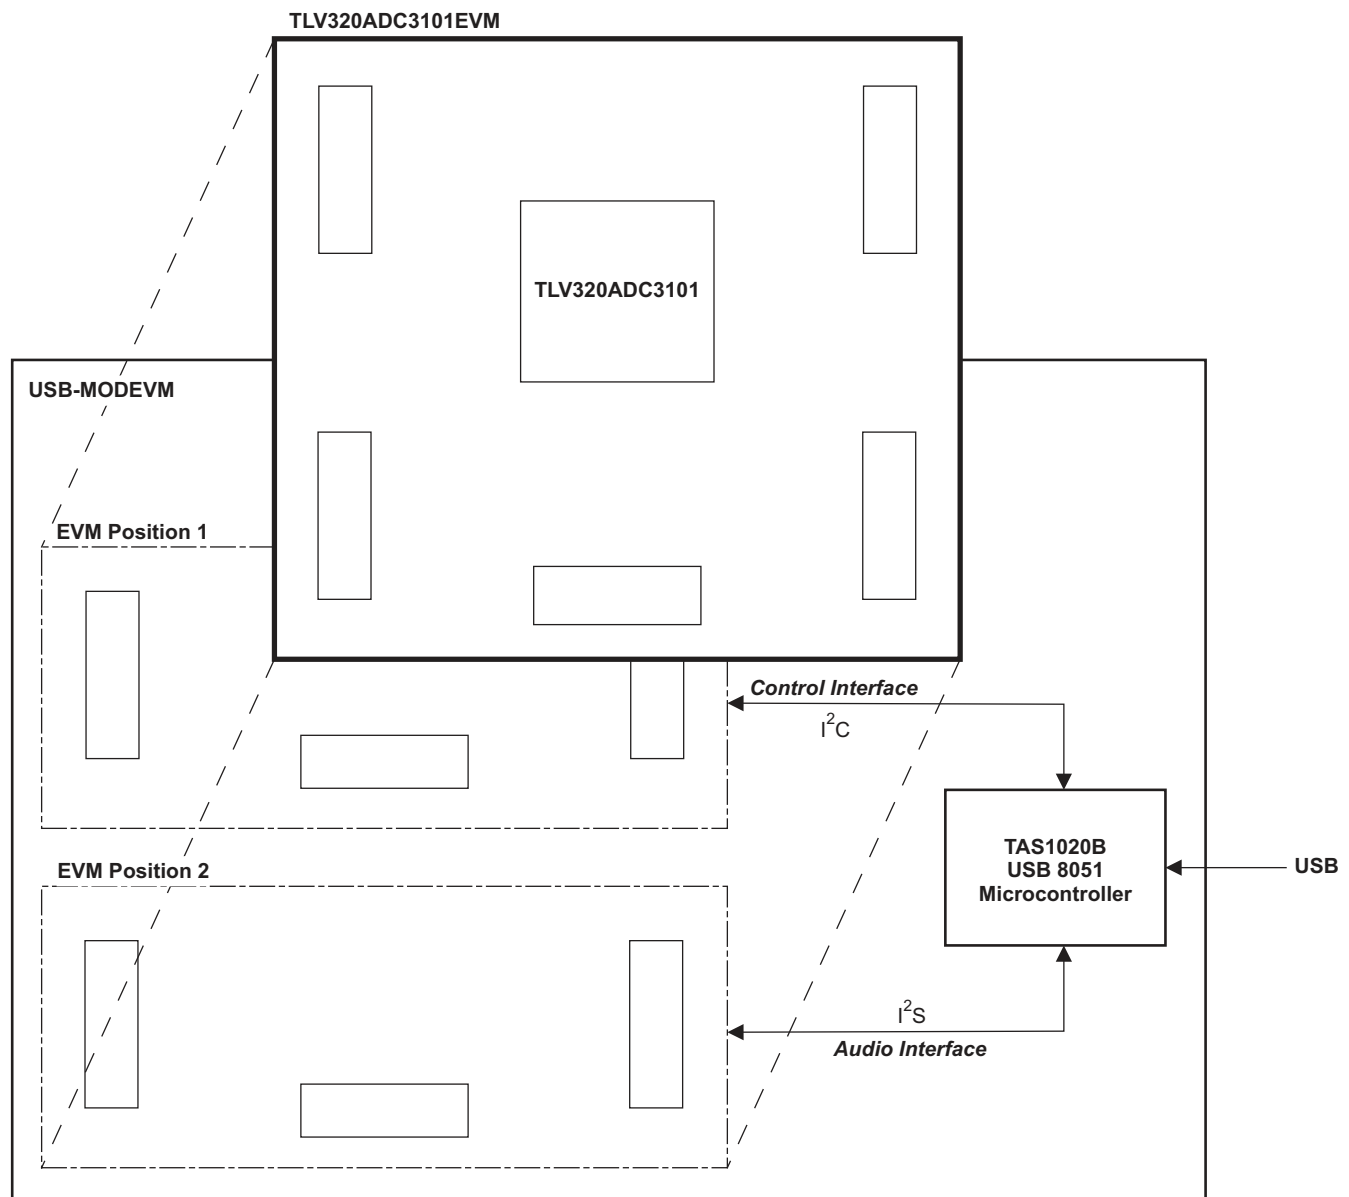 TLV320ADC3101EVM
TLV320ADC3101
USB-MODEVM
EVM Position 1
Control Interface
I²C
TAS1020B
USB 8051
Microcontroller
USB
EVM Position 2
I²S
Audio Interface